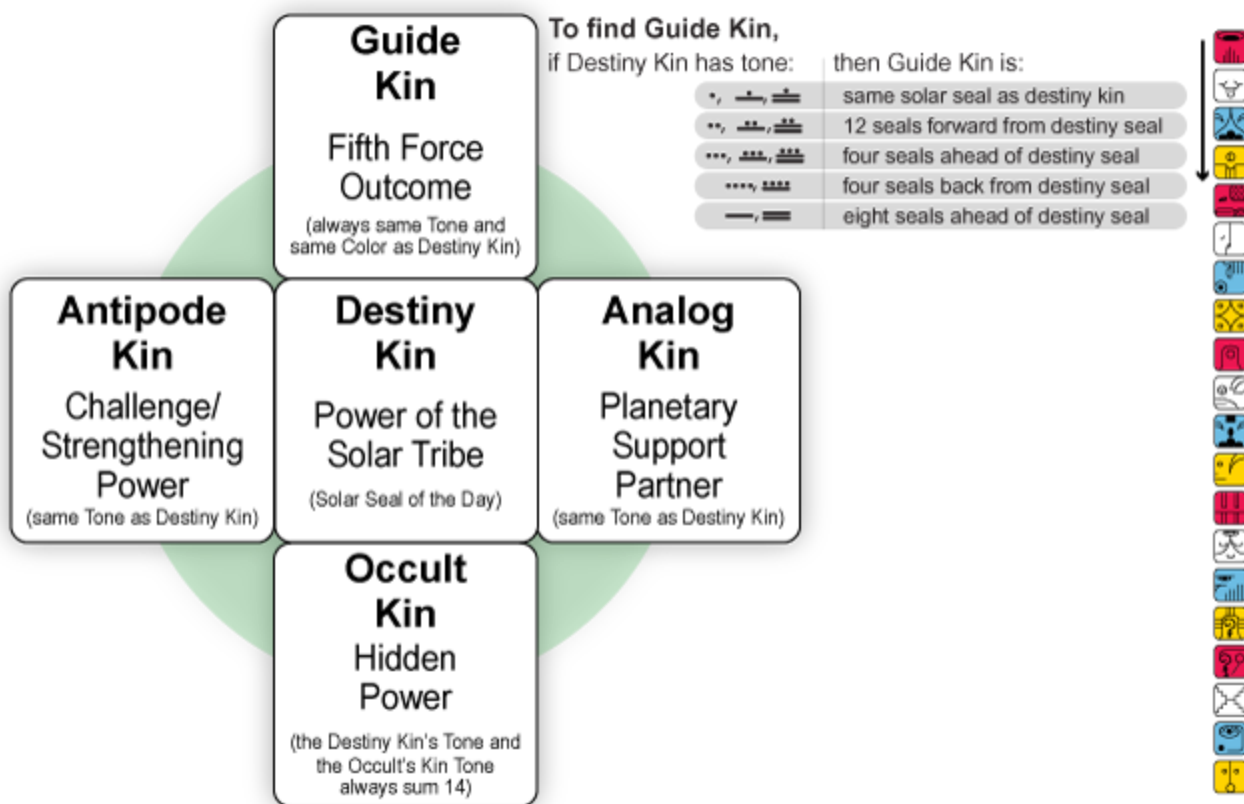 Guide
Kin
Fifth Force
Outcome
(always same Tone and
same Color as Destiny Kin)
To find Guide Kin,
if Destiny Kin has tone: then Guide Kin is:
same solar seal as destiny kin
12 seals forward from destiny seal
four seals ahead of destiny seal
four seals back from destiny seal
eight seals ahead of destiny seal
Antipode
Kin
Challenge/
Strengthening
Power
(same Tone as Destiny Kin)
Destiny
Kin
Power of the
Solar Tribe
(Solar Seal of the Day)
Analog
Kin
Planetary
Support
Partner
(same Tone as Destiny Kin)
Occult
Kin
Hidden
Power
(the Destiny Kin's Tone and
the Occult's Kin Tone
always sum 14)